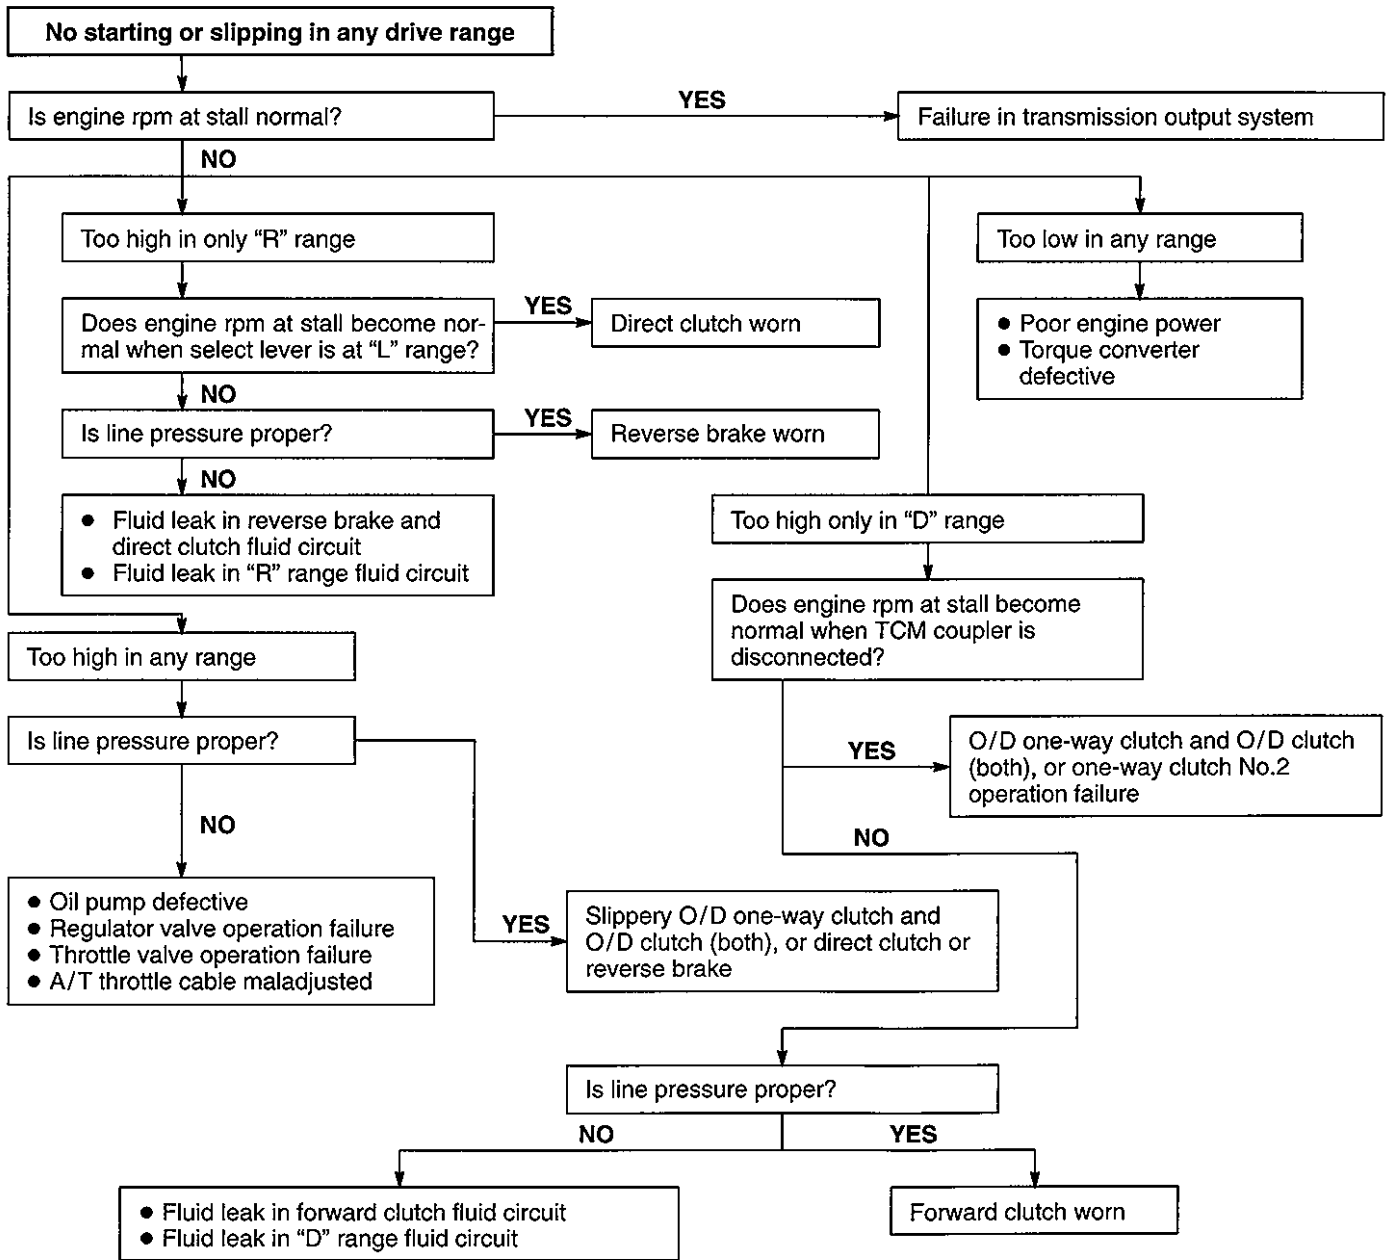 No starting or slipping in any drive range
Is engine rpm at stall normal?
YES
Failure in transmission output system
NO
Too high in only “R” range
Too low in any range
Does engine rpm at stall become nor-
mal when select lever is at “L” range?
YES
Direct clutch worn
● Poor engine power
● Torque converter
defective
NO
Is line pressure proper?
YES
Reverse brake worn
NO
● Fluid leak in reverse brake and
direct clutch fluid circuit
● Fluid leak in “R” range fluid circuit
Too high only in “D” range
Does engine rpm at stall become
normal when TCM coupler is
disconnected?
Too high in any range
Is line pressure proper?
YES
O/D one-way clutch and O/D clutch
(both), or one-way clutch No.2
operation failure
NO
NO
● Oil pump defective
● Regulator valve operation failure
● Throttle valve operation failure
● A/T throttle cable maladjusted
YES
Slippery O/D one-way clutch and
O/D clutch (both), or direct clutch or
reverse brake
Is line pressure proper?
NO
YES
● Fluid leak in forward clutch fluid circuit
● Fluid leak in “D” range fluid circuit
Forward clutch worn